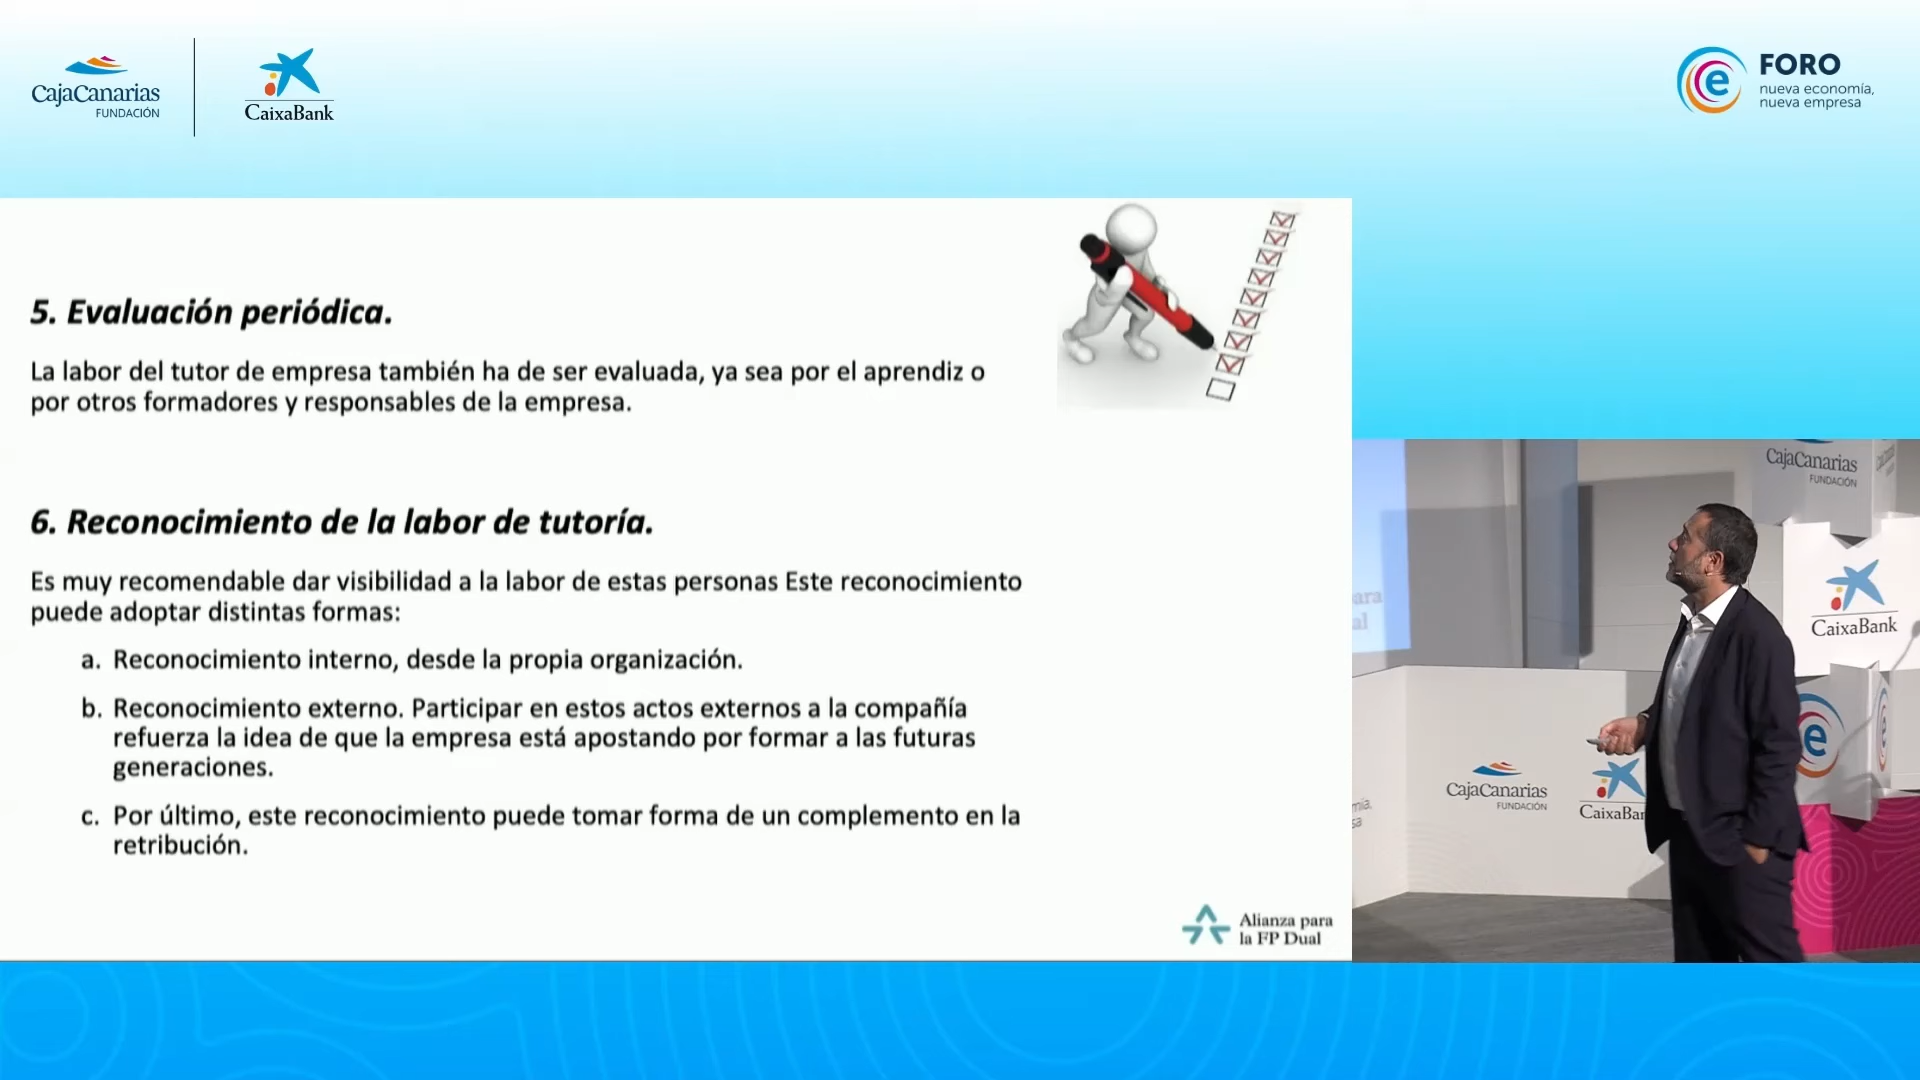 CajaCanarias
FUNDACIÓN
CaixaBank
e
FORO
nueva economía,
nueva empresa
5. Evaluación periódica.
La labor del tutor de empresa también ha de ser evaluada, ya sea por el aprendiz o
por otros formadores y responsables de la empresa.
6. Reconocimiento de la labor de tutoría.
Es muy recomendable dar visibilidad a la labor de estas personas Este reconocimiento
puede adoptar distintas formas:
a. Reconocimiento interno, desde la propia organización.
b. Reconocimiento externo. Participar en estos actos externos a la compañía
refuerza la idea de que la empresa está apostando por formar a las futuras
generaciones.
c. Por último, este reconocimiento puede tomar forma de un complemento en la
retribución.
Alianza para
la FP Dual
CajaCanarias
FUNDACIÓN
CaixaBank
e
CajaCanarias
FUNDACIÓN
CaixaBan